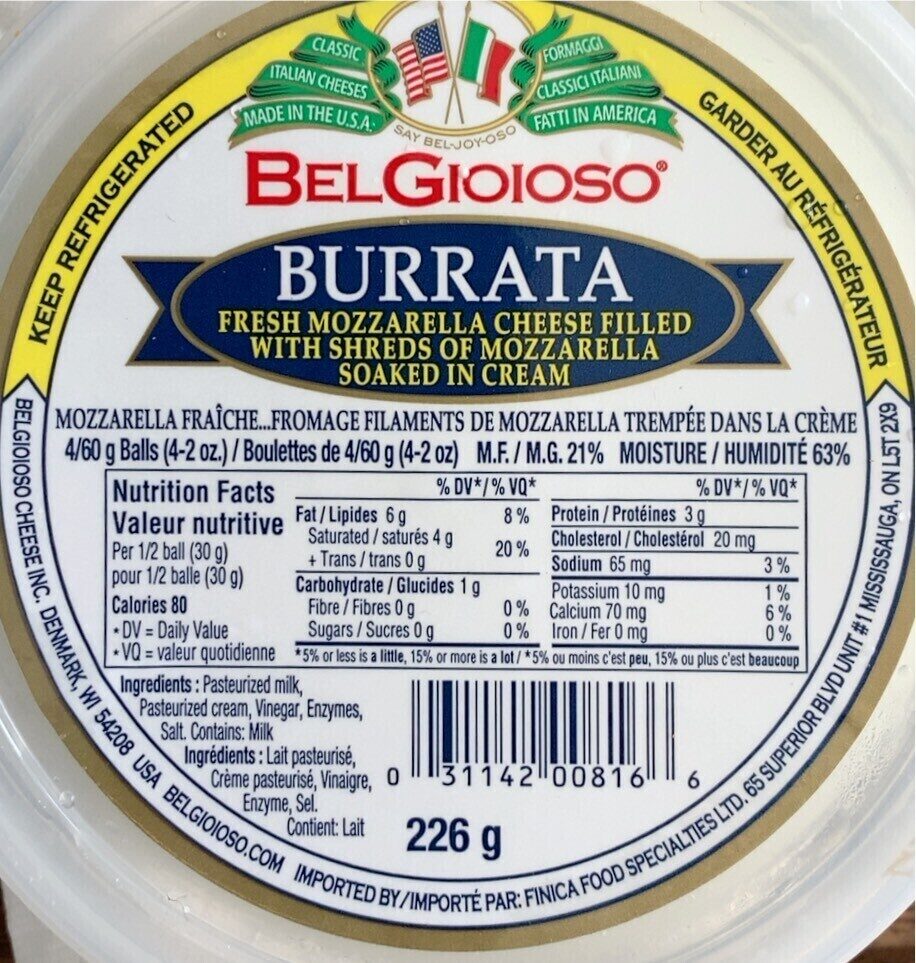 CLASSIC
ITALIAN CHEESES
MADE IN THE U.S.A.
FORMAGGI
CLASSICI ITALIANI
FATTI IN AMERICA
SAY BEL-JOY-OSO
BELGIOIOSO®
KEEP REFRIGERATED
GARDER AU RÉFRIGÉRATEUR
BURRATA
FRESH MOZZARELLA CHEESE FILLED
WITH SHREDS OF MOZZARELLA
SOAKED IN CREAM
MOZZARELLA FRAÎCHE...FROMAGE FILAMENTS DE MOZZARELLA TREMPÉE DANS LA CRÈME
4/60 g Balls (4-2 oz.) / Boulettes de 4/60 g (4-2 oz) M.F. / M.G. 21% MOISTURE / HUMIDITÉ 63%
Nutrition Facts
Valeur nutritive
Per 1/2 ball (30 g)
pour 1/2 balle (30 g)
Calories 80
• DV = Daily Value
• VQ = valeur quotidienne
% DV*/ % VQ*
Fat / Lipides 6 g 8 %
Saturated / saturés 4 g
+ Trans / trans 0 g 20 %
Carbohydrate / Glucides 1 g
Fibre / Fibres 0 g 0 %
Sugars / Sucres 0 g 0 %
% DV*/ % VQ*
Protein / Protéines 3 g
Cholesterol / Cholestérol 20 mg
Sodium 65 mg 3 %
Potassium 10 mg 1 %
Calcium 70 mg 6 %
Iron / Fer 0 mg 0 %
*5% or less is a little, 15% or more is a lot / *5% ou moins c'est peu, 15% ou plus c'est beaucoup
Ingredients : Pasteurized milk,
Pasteurized cream, Vinegar, Enzymes,
Salt. Contains: Milk
Ingrédients : Lait pasteurisé,
Crème pasteurisé, Vinaigre,
Enzyme, Sel.
Contient: Lait
0 31142 00816 6
226 g
BELGIOIOSO CHEESE INC. DENMARK, WI 54208 USA BELGIOIOSO.COM IMPORTED BY/IMPORTÉ PAR: FINICA FOOD SPECIALTIES LTD. 65 SUPERIOR BLVD UNIT #1 MISSISSAUGA, ON L5T 2X9